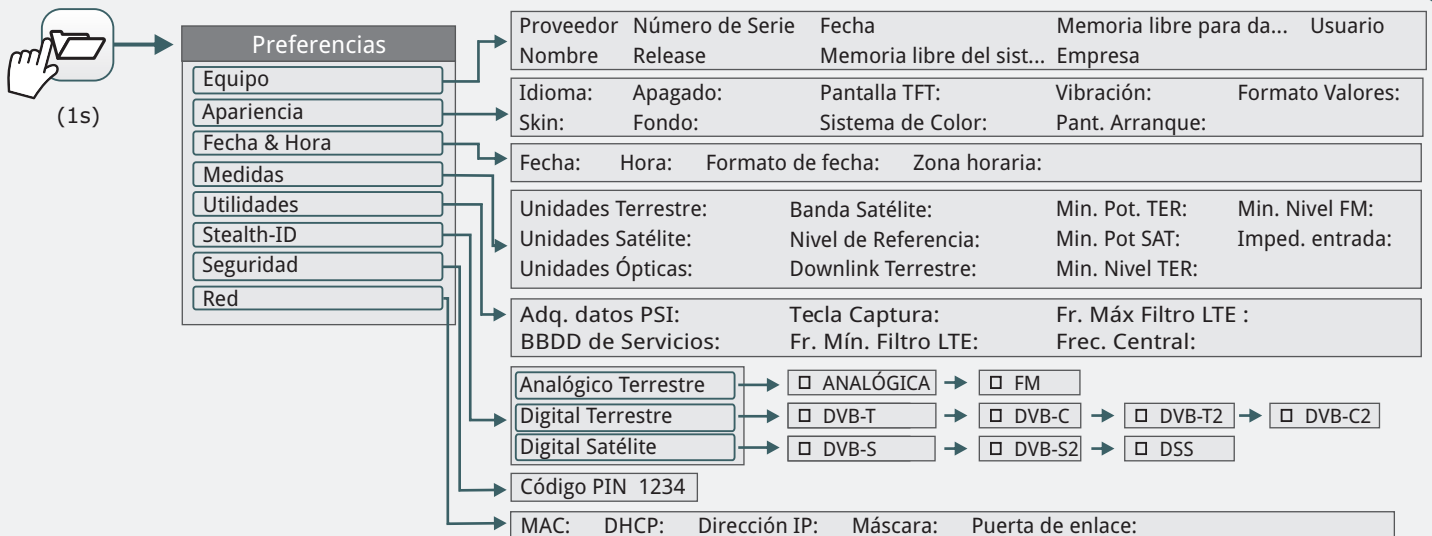 (1s)
Preferencias
Equipo
Apariencia
Fecha & Hora
Medidas
Utilidades
Stealth-ID
Seguridad
Red
Proveedor Número de Serie Fecha Memoria libre para da... Usuario
Nombre Release Memoria libre del sist... Empresa
Idioma: Apagado: Pantalla TFT: Vibración: Formato Valores:
Skin: Fondo: Sistema de Color: Pant. Arranque:
Fecha: Hora: Formato de fecha: Zona horaria:
Unidades Terrestre: Banda Satélite: Min. Pot. TER: Min. Nivel FM:
Unidades Satélite: Nivel de Referencia: Min. Pot SAT: Imped. entrada:
Unidades Ópticas: Downlink Terrestre: Min. Nivel TER:
Adq. datos PSI: Tecla Captura: Fr. Máx Filtro LTE :
BBDD de Servicios: Fr. Mín. Filtro LTE: Frec. Central:
Analógico Terrestre ANALÓGICA FM
Digital Terrestre DVB-T DVB-C DVB-T2 DVB-C2
Digital Satélite DVB-S DVB-S2 DSS
Código PIN 1234
MAC: DHCP: Dirección IP: Máscara: Puerta de enlace: